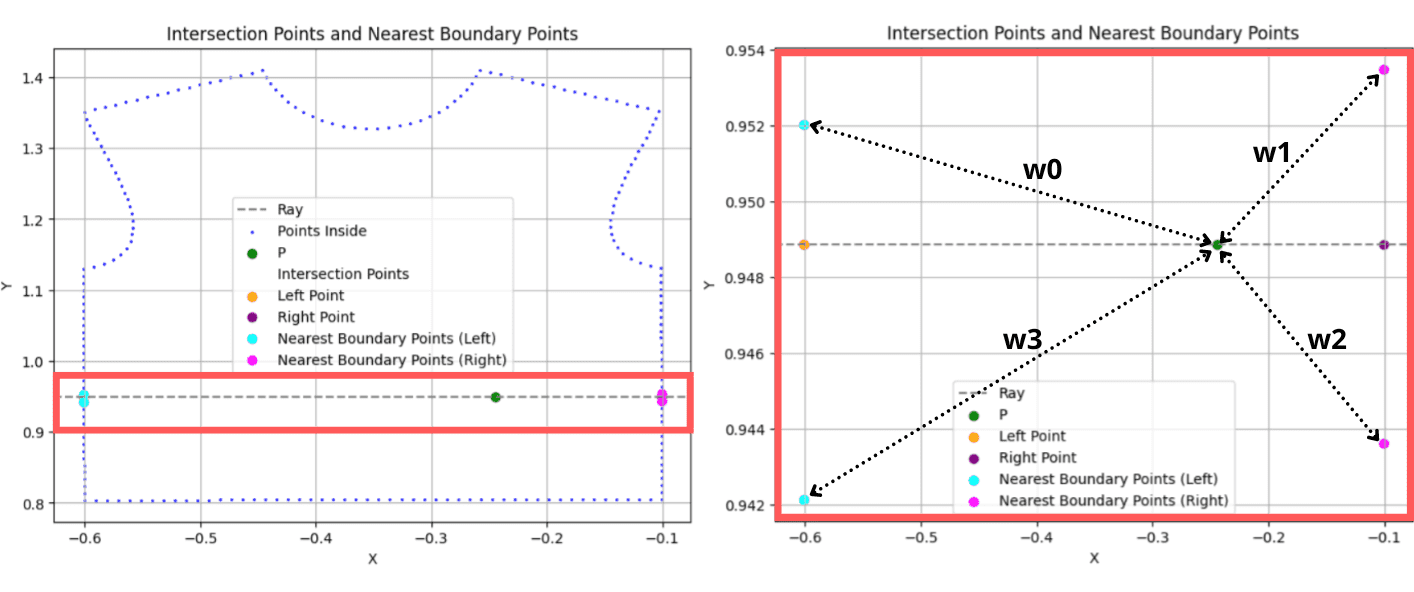 Intersection Points and Nearest Boundary Points
1.4
1.3
1.2
1.1
1.0
0.9
0.8
Y
Ray
Points Inside
P
Intersection Points
Left Point
Right Point
Nearest Boundary Points (Left)
Nearest Boundary Points (Right)
−0.6
−0.5
−0.4
−0.3
−0.2
−0.1
X
Intersection Points and Nearest Boundary Points
0.954
0.952
0.950
0.948
0.946
0.944
0.942
Y
w0
w1
w3
w2
Ray
P
Left Point
Right Point
Nearest Boundary Points (Left)
Nearest Boundary Points (Right)
−0.6
−0.5
−0.4
−0.3
−0.2
−0.1
X